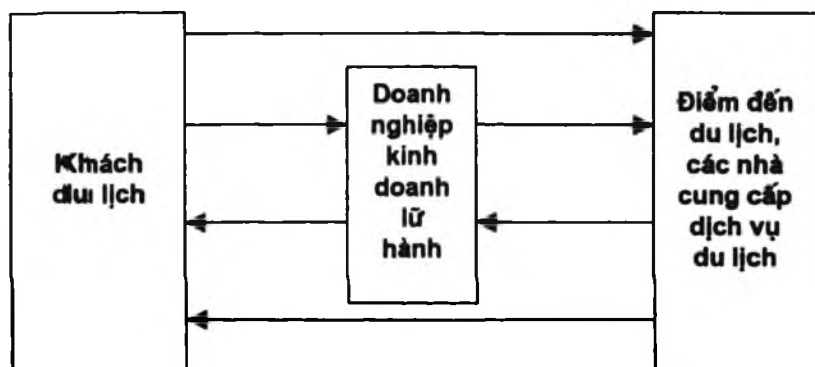 Khách
du lịch
Doanh
nghiệp
kinh
doanh
lữ
hành
Điểm đến
du lịch,
các nhà
cung cấp
dịch vụ
du lịch